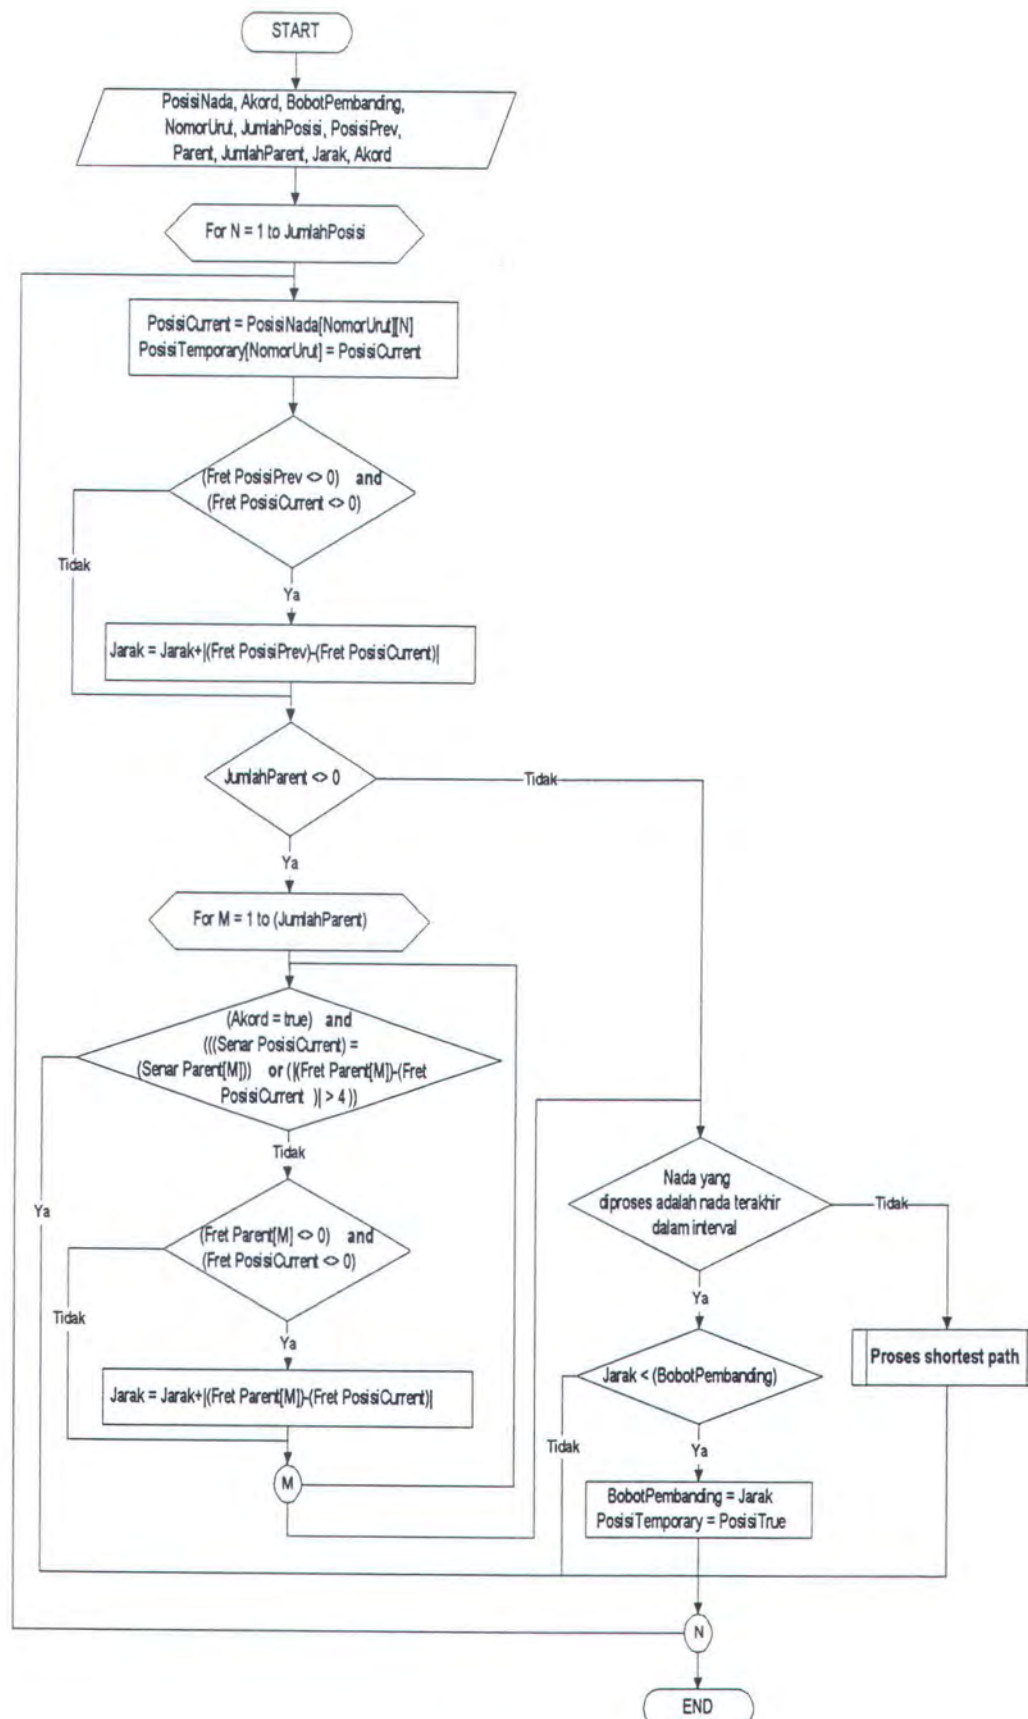 START
PosisiNada, Akord, BobotPembanding,
NomorUrut, JumlahPosisi, PosisiPrev,
Parent, JumlahParent, Jarak, Akord
For N = 1 to JumlahPosisi
PosisiCurrent = PosisiNada[NomorUrut][N]
PosisiTemporary[NomorUrut] = PosisiCurrent
(Fret PosisiPrev <> 0) and
(Fret PosisiCurrent <> 0)
Tidak
Ya
Jarak = Jarak+|(Fret PosisiPrev)-(Fret PosisiCurrent)|
JumlahParent <> 0
Tidak
Ya
For M = 1 to (JumlahParent)
(Akord = true) and
(((Senar PosisiCurrent) =
(Senar Parent[M])) or (|(Fret Parent[M])-(Fret
PosisiCurrent )| > 4 ))
Tidak
Ya
Nada yang
diproses adalah nada terakhir
dalam interval
Tidak
(Fret Parent[M] <> 0) and
(Fret PosisiCurrent <> 0)
Tidak
Ya
Ya
Proses shortest path
Jarak < (BobotPembanding)
Jarak = Jarak+|(Fret Parent[M])-(Fret PosisiCurrent)|
Tidak
Ya
M
BobotPembanding = Jarak
PosisiTemporary = PosisiTrue
N
END